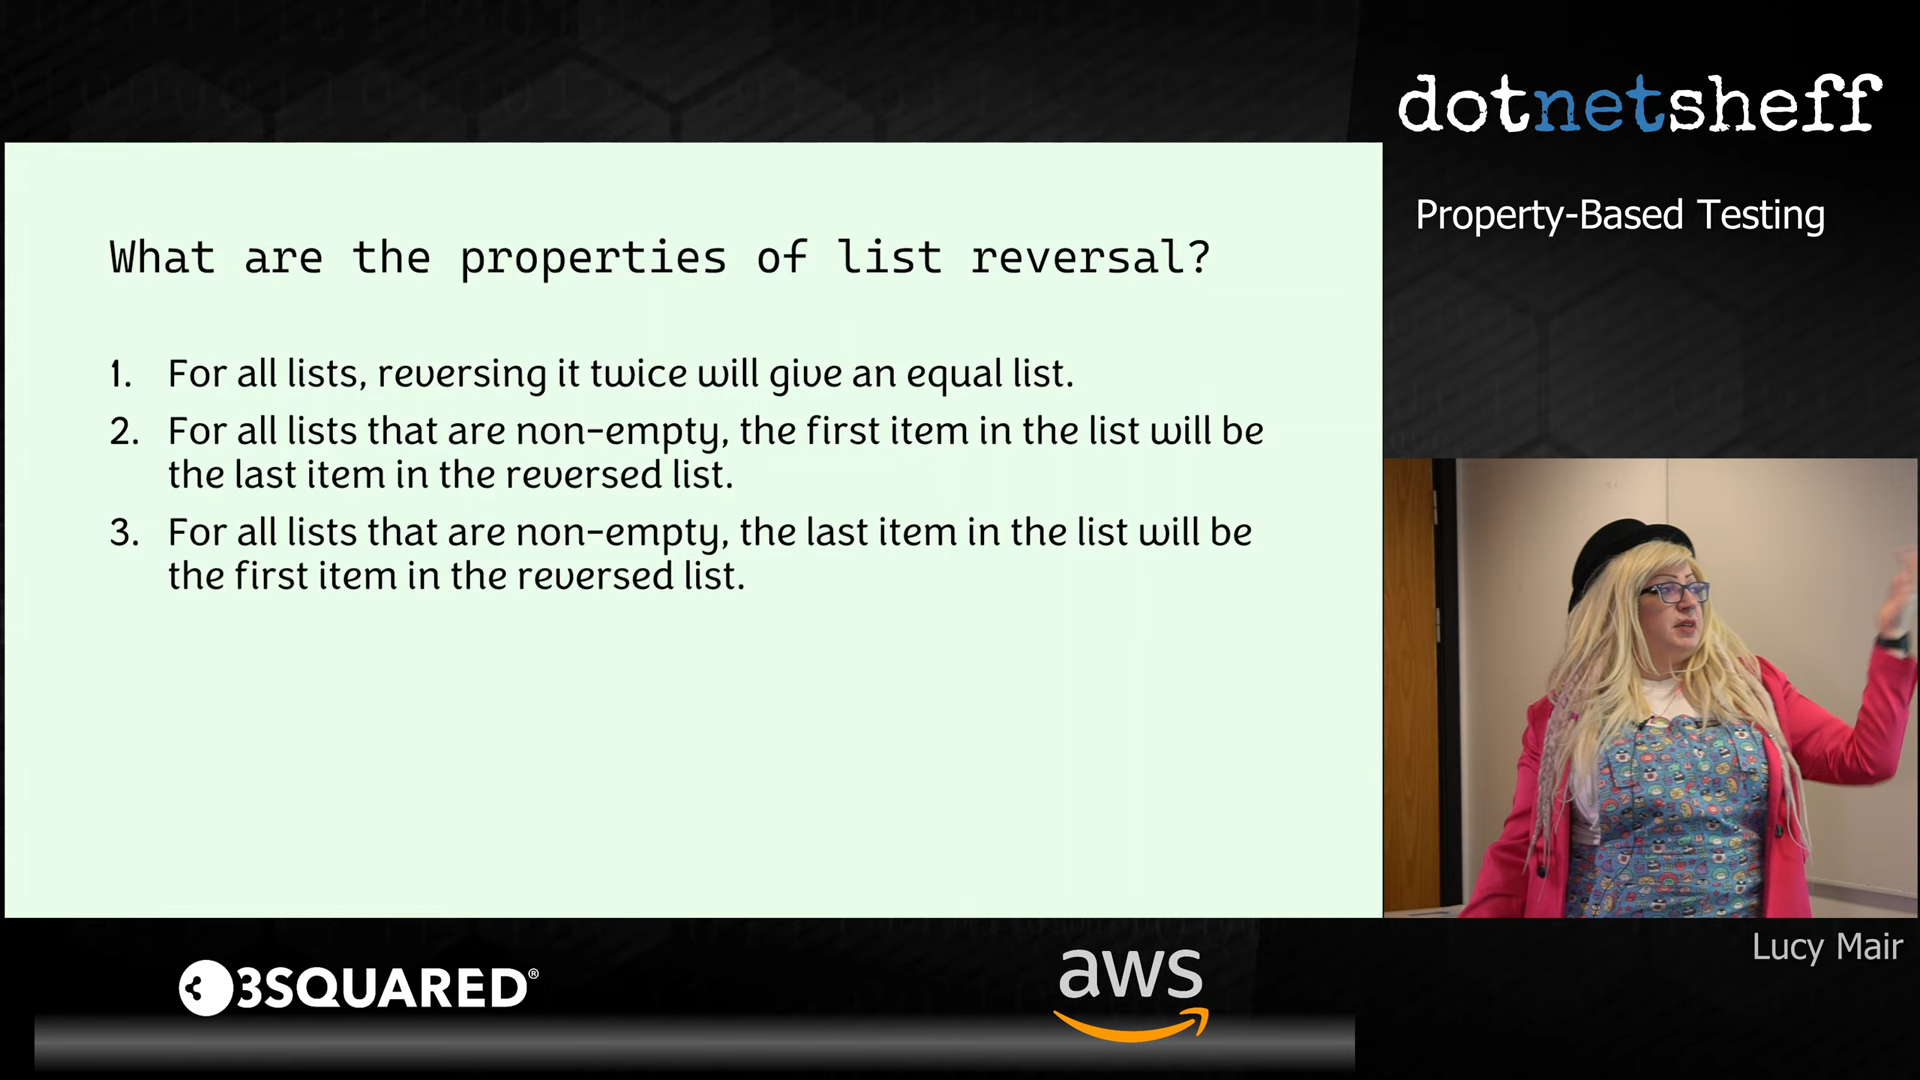 dotnetsheff
Property-Based Testing
What are the properties of list reversal?
1. For all lists, reversing it twice will give an equal list.
2. For all lists that are non-empty, the first item in the list will be
the last item in the reversed list.
3. For all lists that are non-empty, the last item in the list will be
the first item in the reversed list.
Lucy Mair
3SQUARED®
aws